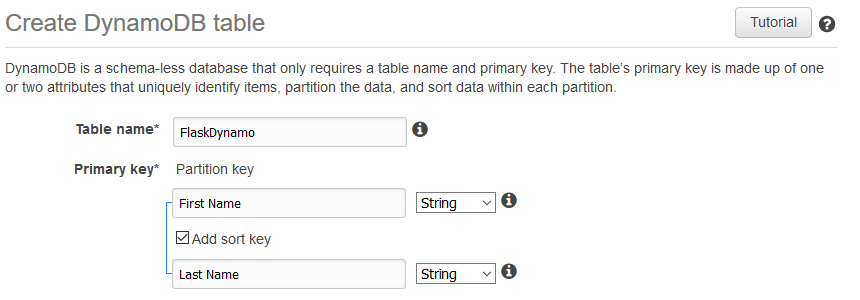 Create DynamoDB table
Tutorial
DynamoDB is a schema-less database that only requires a table name and primary key. The table's primary key is made up of one
or two attributes that uniquely identify items, partition the data, and sort data within each partition.
Table name* FlaskDynamo
Primary key* Partition key
First Name String
Add sort key
Last Name String